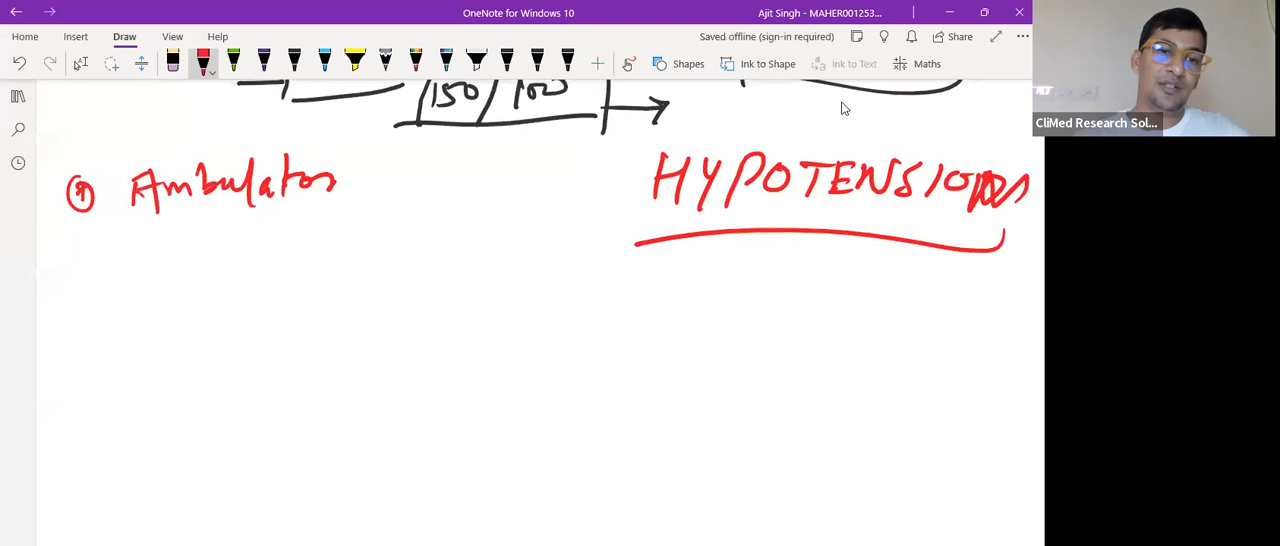 OneNote for Windows 10
Ajit Singh - MAHER001253...
Home Insert Draw View Help
Saved offline (sign-in required)
Share
Shapes
Ink to Shape
Ink to Text
Maths
CliMed Research Sol...
150/100
Ambulator
HYPOTENSION